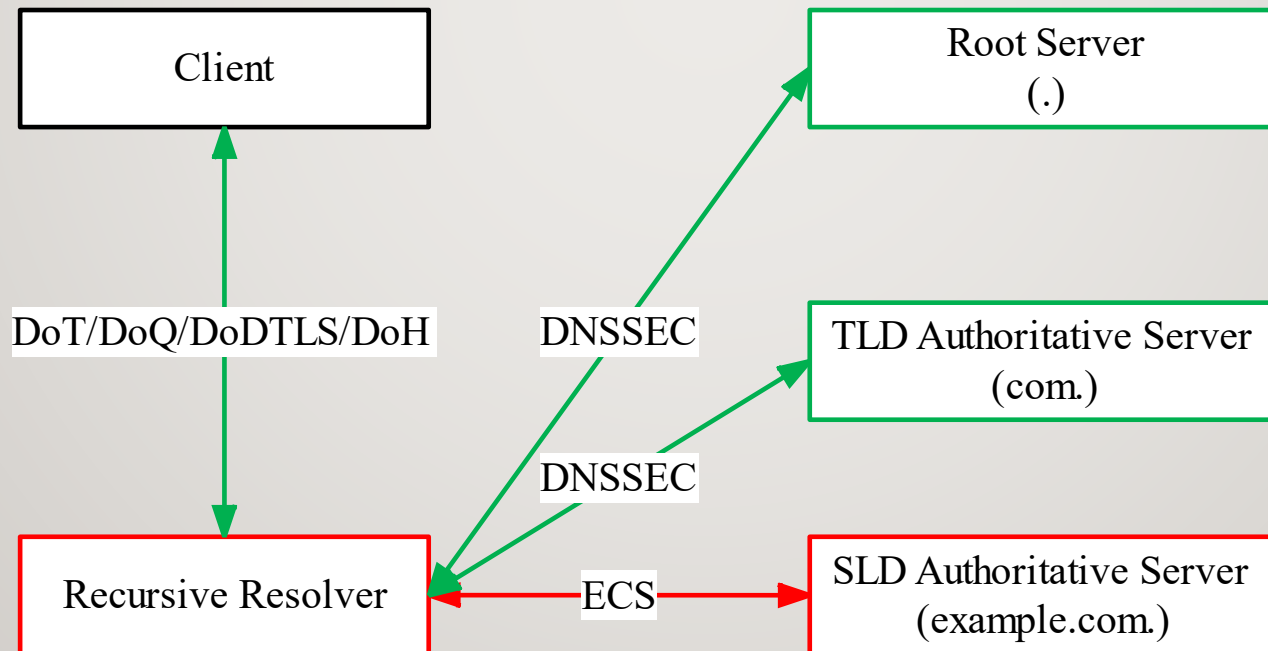 Client
Root Server
(.)
DoT/DoQ/DoDTLS/DoH
DNSSEC
TLD Authoritative Server
(com.)
DNSSEC
Recursive Resolver
ECS
SLD Authoritative Server
(example.com.)